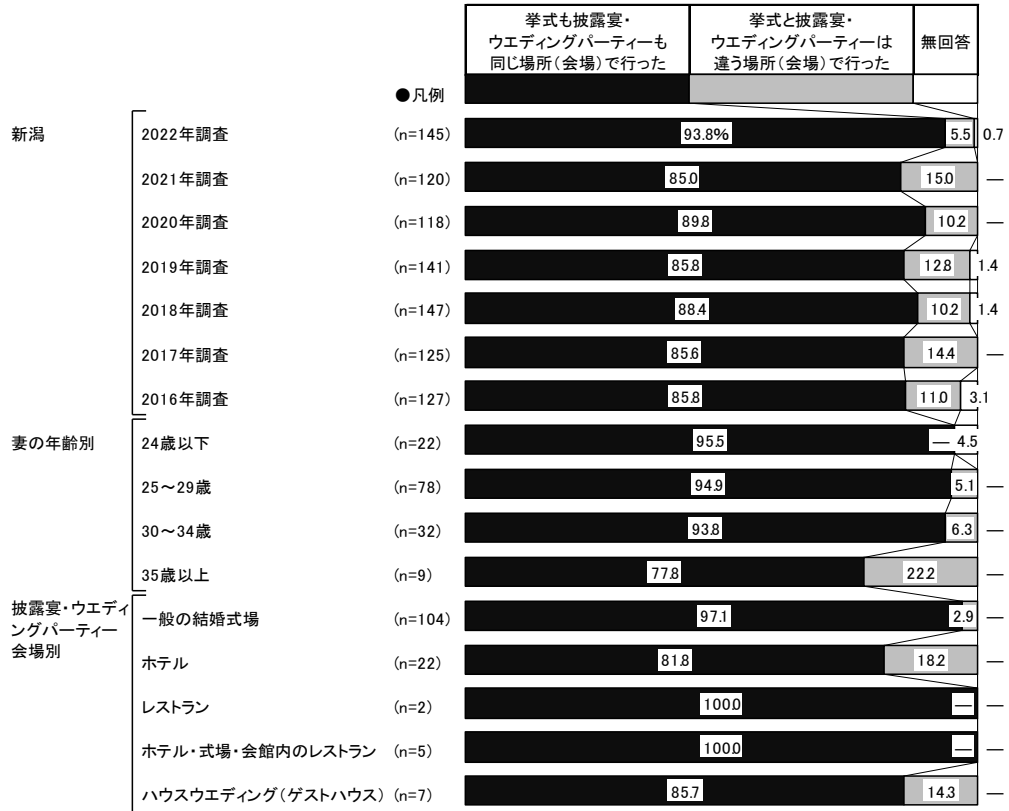 挙式も披露宴・
ウエディングパーティーも
同じ場所(会場)で行った
挙式と披露宴・
ウエディングパーティーは
違う場所(会場)で行った
無回答
●凡例
新潟
2022年調査 (n=145) 93.8% 5.5 0.7
2021年調査 (n=120) 85.0 15.0 —
2020年調査 (n=118) 89.8 10.2 —
2019年調査 (n=141) 85.8 12.8 1.4
2018年調査 (n=147) 88.4 10.2 1.4
2017年調査 (n=125) 85.6 14.4 —
2016年調査 (n=127) 85.8 11.0 3.1
妻の年齢別
24歳以下 (n=22) 95.5 — 4.5
25～29歳 (n=78) 94.9 5.1 —
30～34歳 (n=32) 93.8 6.3 —
35歳以上 (n=9) 77.8 22.2 —
披露宴・ウエディ
ングパーティー
会場別
一般の結婚式場 (n=104) 97.1 2.9 —
ホテル (n=22) 81.8 18.2 —
レストラン (n=2) 100.0 — —
ホテル・式場・会館内のレストラン (n=5) 100.0 — —
ハウスウエディング(ゲストハウス) (n=7) 85.7 14.3 —